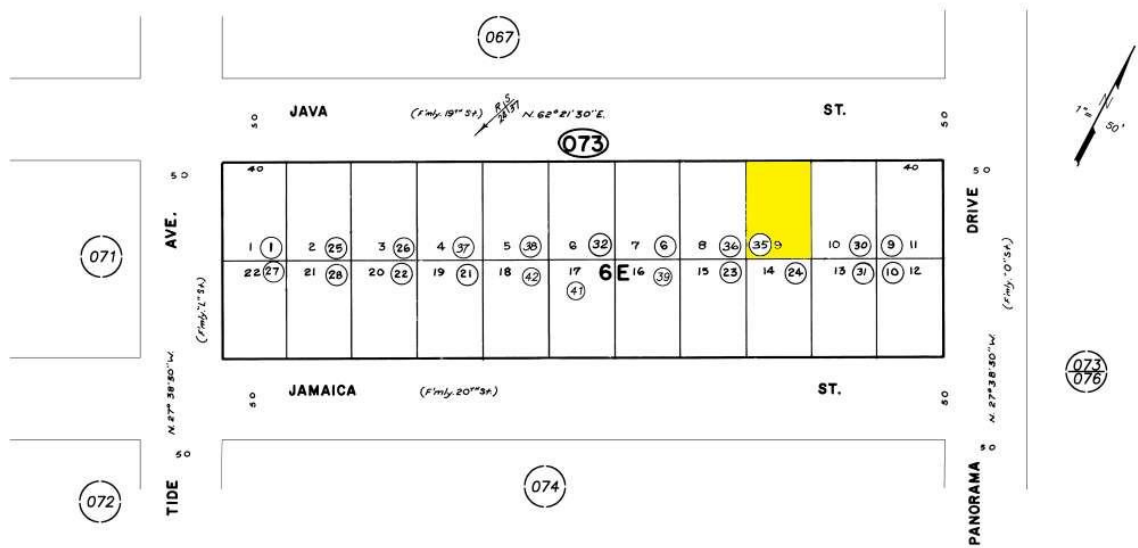 067
JAVA (F'mly. 19TH St.) R.S. N. 62° 21' 30" E. ST.
50 50
1"= 50'
N
073
50 40 40 50
AVE. DRIVE
071
1 1 2 25 3 26 4 37 5 38 6 32 7 6 8 36 35 9 10 30 9 11
22 27 21 28 20 22 19 21 18 42 17 6E 16 39 15 23 14 24 13 31 10 12
41
(F'mly. "L" St.) (F'mly. "O" St.)
N. 27° 38' 30" W. N. 27° 38' 30" W.
073
076
50 JAMAICA (F'mly. 20TH St.) ST. 50
50 50
072
TIDE
074
PANORAMA